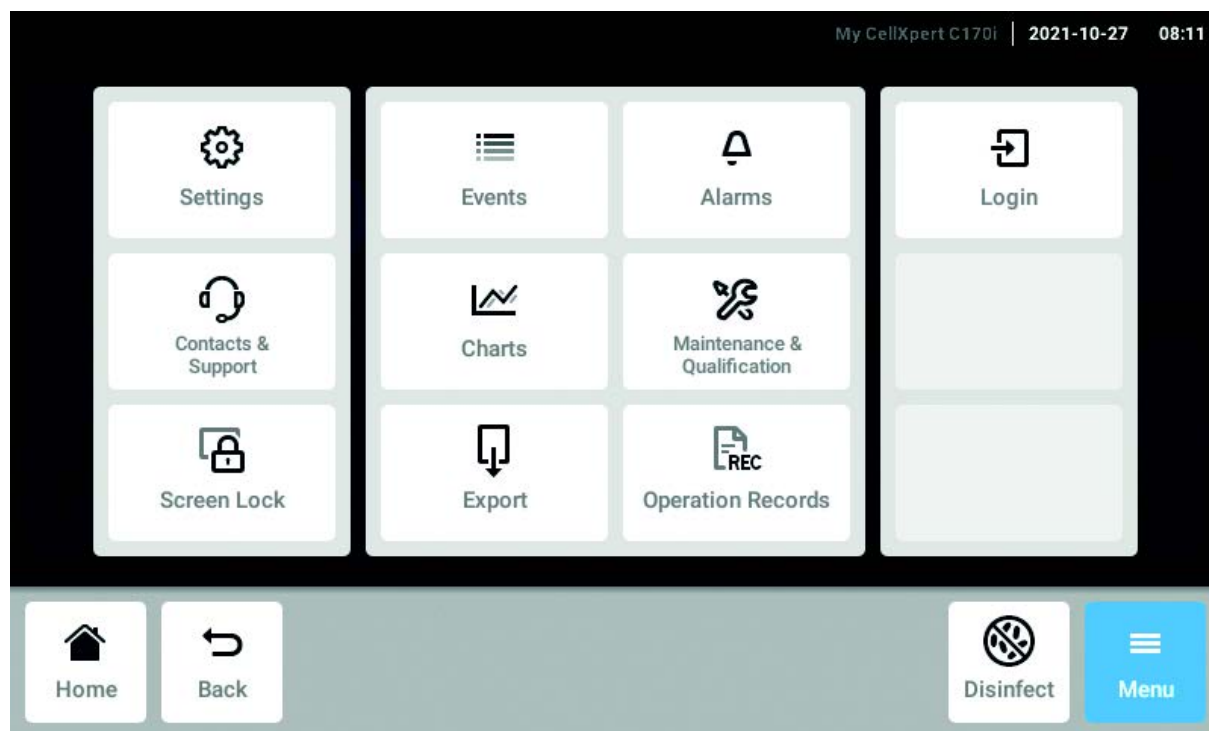 My CellXpert C170i | 2021-10-27 08:11
Settings
Events
Alarms
Login
Contacts &
Support
Charts
Maintenance &
Qualification
Screen Lock
Export
REC
Operation Records
Home
Back
Disinfect
Menu